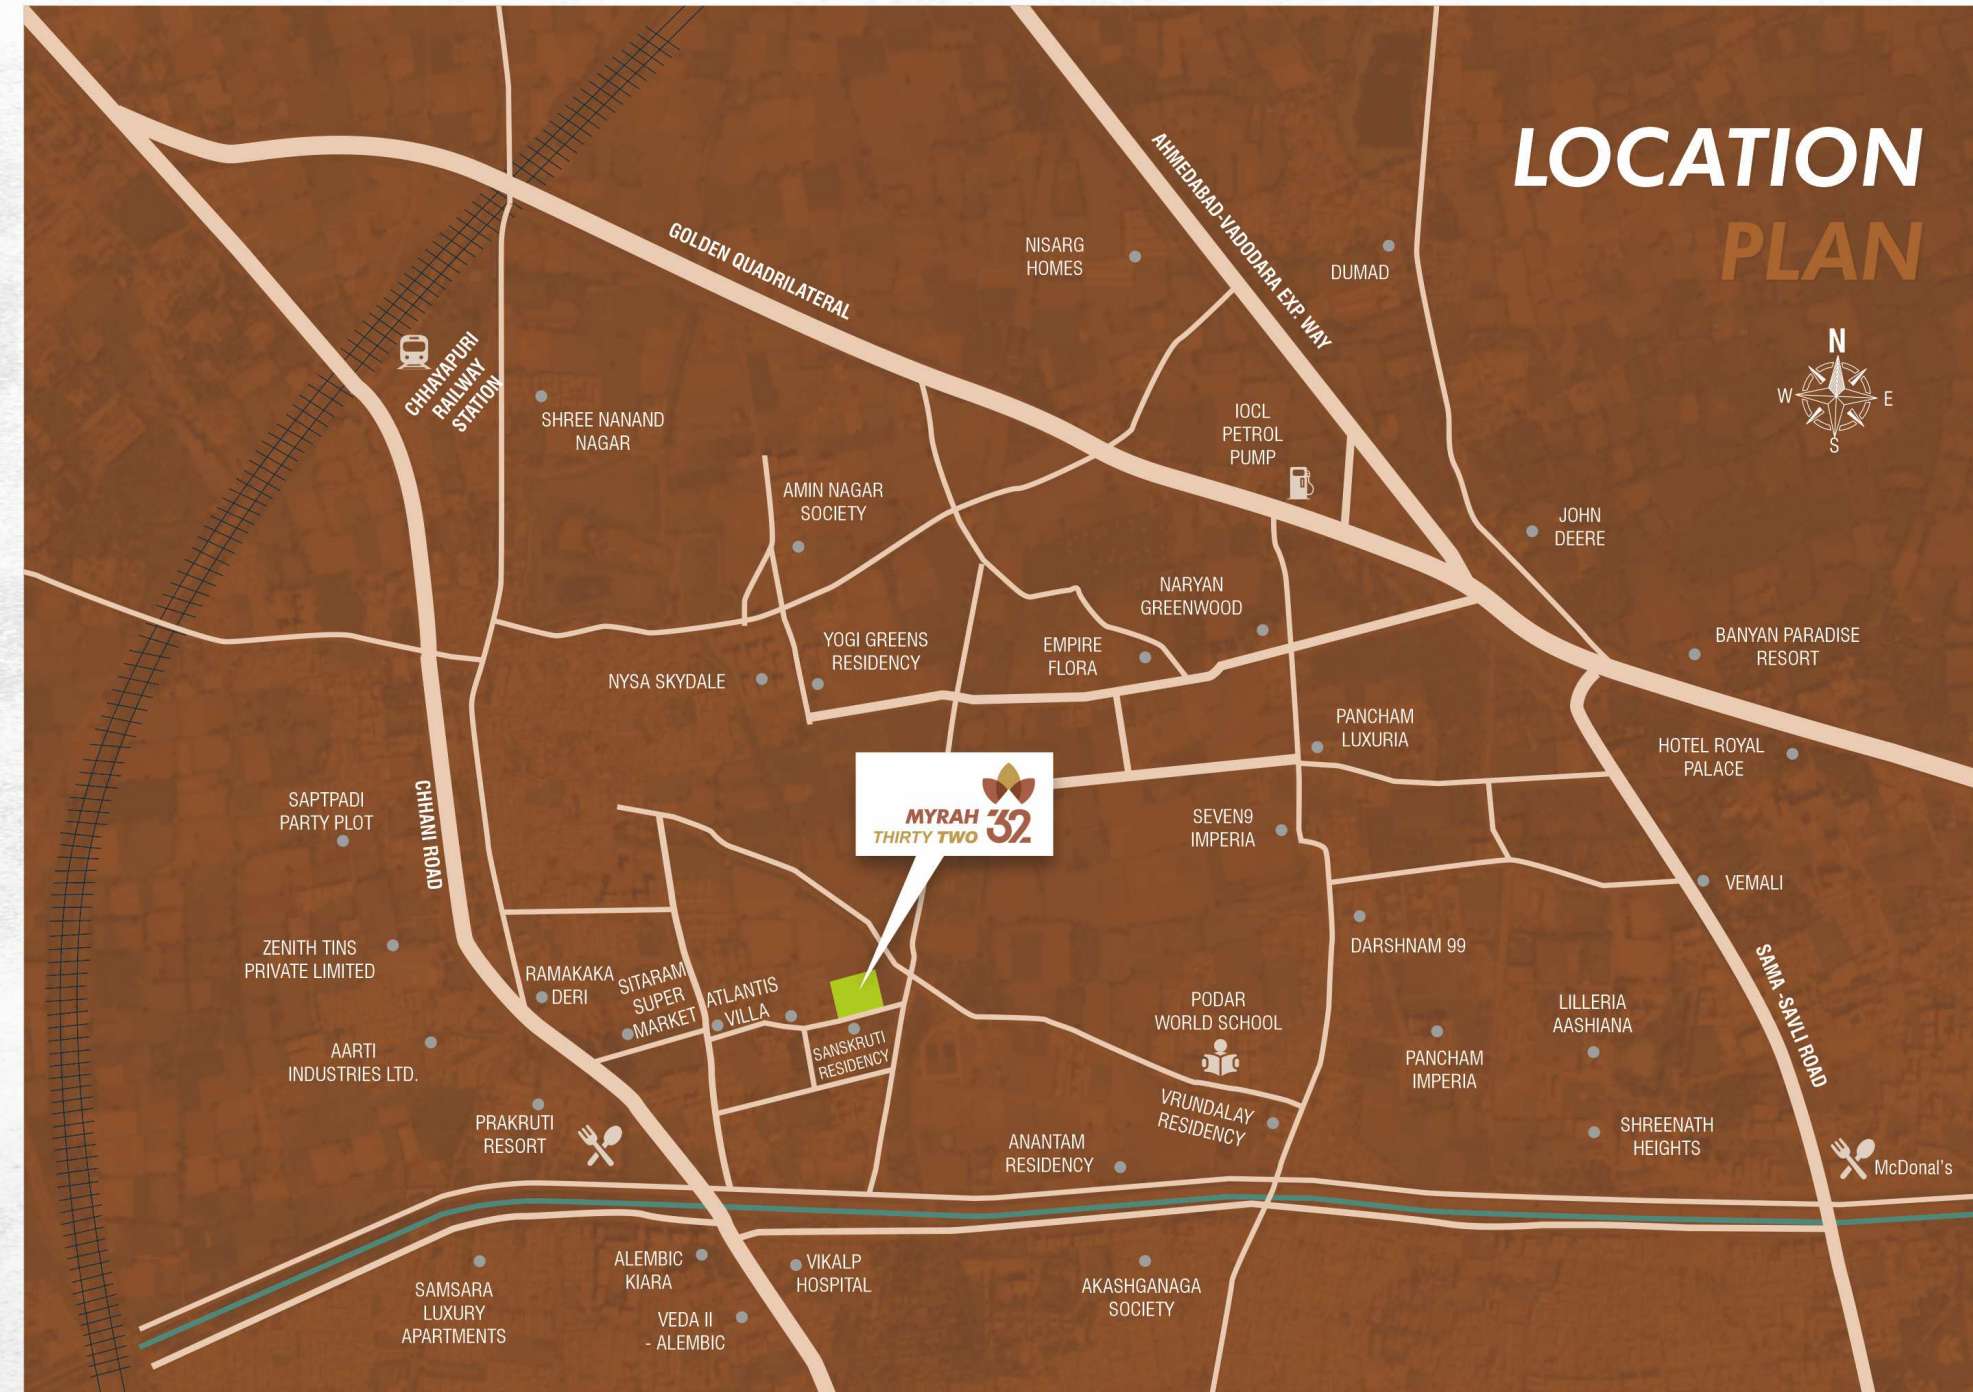 LOCATION
PLAN
N
W
E
S
AHMEDABAD-VADODARA EXP. WAY
GOLDEN QUADRILATERAL
NISARG
HOMES
DUMAD
CHHAYAPURI
RAILWAY
STATION
SHREE NANAND
NAGAR
IOCL
PETROL
PUMP
AMIN NAGAR
SOCIETY
JOHN
DEERE
NARYAN
GREENWOOD
YOGI GREENS
RESIDENCY
EMPIRE
FLORA
BANYAN PARADISE
RESORT
NYSA SKYDALE
PANCHAM
LUXURIA
HOTEL ROYAL
PALACE
CHHANI ROAD
SAPTPADI
PARTY PLOT
MYRAH
THIRTY TWO
32
SEVEN9
IMPERIA
VEMALI
ZENITH TINS
PRIVATE LIMITED
DARSHNAM 99
SAMA -SAVLI ROAD
RAMAKAKA
DERI
SITARAM
SUPER
MARKET
ATLANTIS
VILLA
SANSKRUTI
RESIDENCY
PODAR
WORLD SCHOOL
LILLERIA
AASHIANA
AARTI
INDUSTRIES LTD.
PANCHAM
IMPERIA
PRAKRUTI
RESORT
VRUNDALAY
RESIDENCY
ANANTAM
RESIDENCY
SHREENATH
HEIGHTS
McDonal's
SAMSARA
LUXURY
APARTMENTS
ALEMBIC
KIARA
VIKALP
HOSPITAL
VEDA II
- ALEMBIC
AKASHGANAGA
SOCIETY